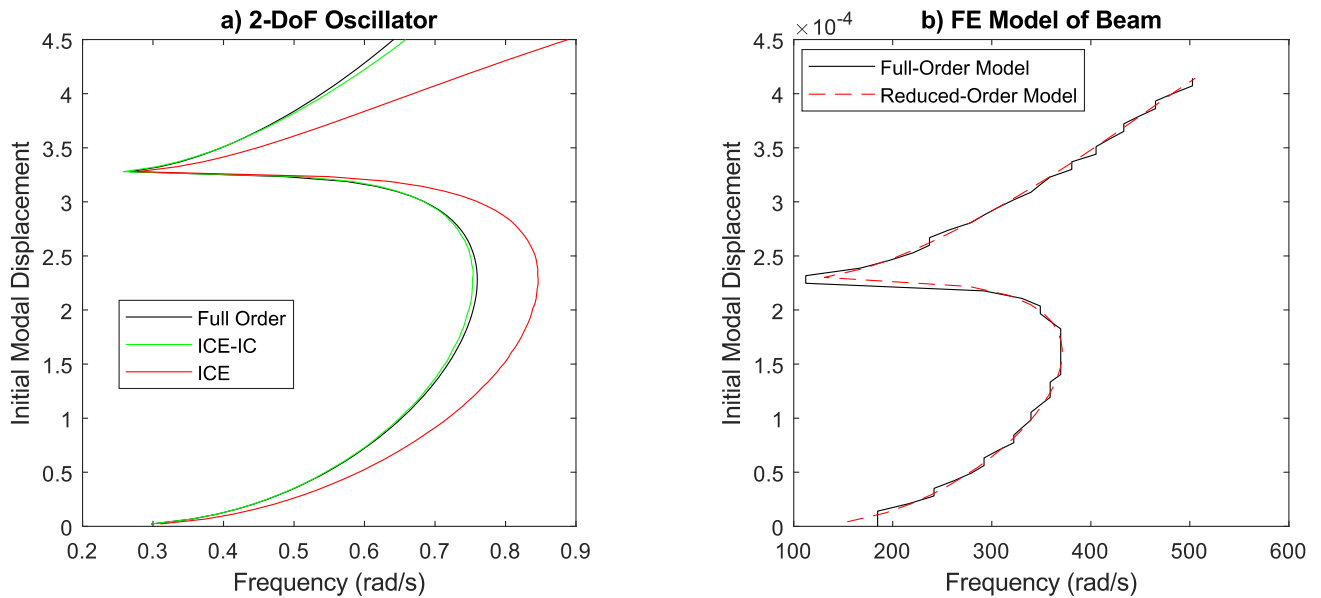 a) 2-DoF Oscillator
4.5
4
3.5
3
2.5
2
1.5
1
0.5
0
Initial Modal Displacement
Full Order
ICE-IC
ICE
0.2 0.3 0.4 0.5 0.6 0.7 0.8 0.9
Frequency (rad/s)
b) FE Model of Beam
×10⁻⁴
4.5
4
3.5
3
2.5
2
1.5
1
0.5
0
Initial Modal Displacement
Full-Order Model
Reduced-Order Model
100 200 300 400 500 600
Frequency (rad/s)